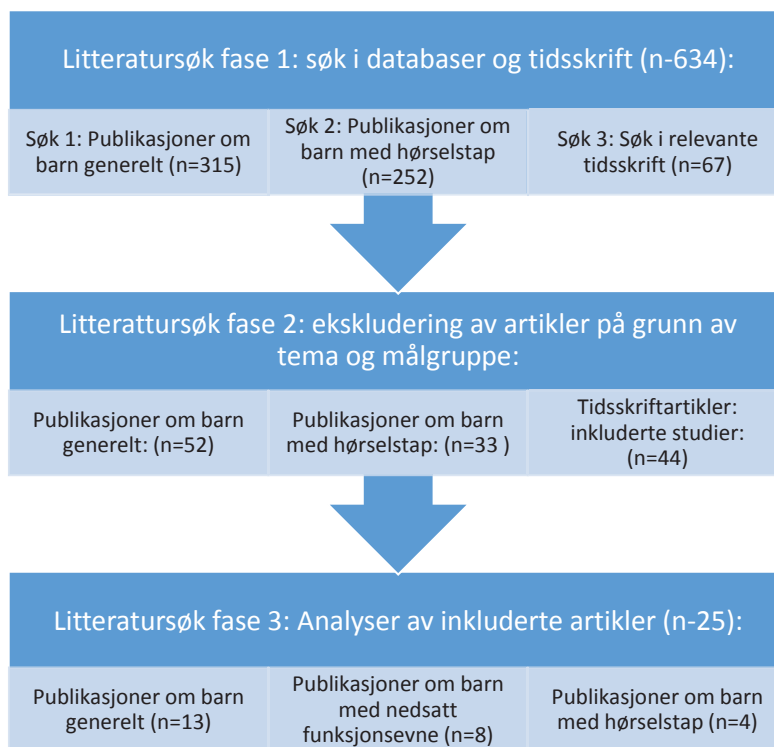 Litteratursøk fase 1: søk i databaser og tidsskrift (n-634):
Søk 1: Publikasjoner om
barn generelt (n=315)
Søk 2: Publikasjoner om
barn med hørselstap
(n=252)
Søk 3: Søk i relevante
tidsskrift (n=67)
Litterattursøk fase 2: ekskludering av artikler på grunn av
tema og målgruppe:
Publikasjoner om barn
generelt: (n=52)
Publikasjoner om barn
med hørselstap: (n=33 )
Tidsskriftartikler:
inkluderte studier:
(n=44)
Litteratursøk fase 3: Analyser av inkluderte artikler (n-25):
Publikasjoner om barn
generelt (n=13)
Publikasjoner om barn
med nedsatt
funksjonsevne (n=8)
Publikasjoner om barn
med hørselstap (n=4)